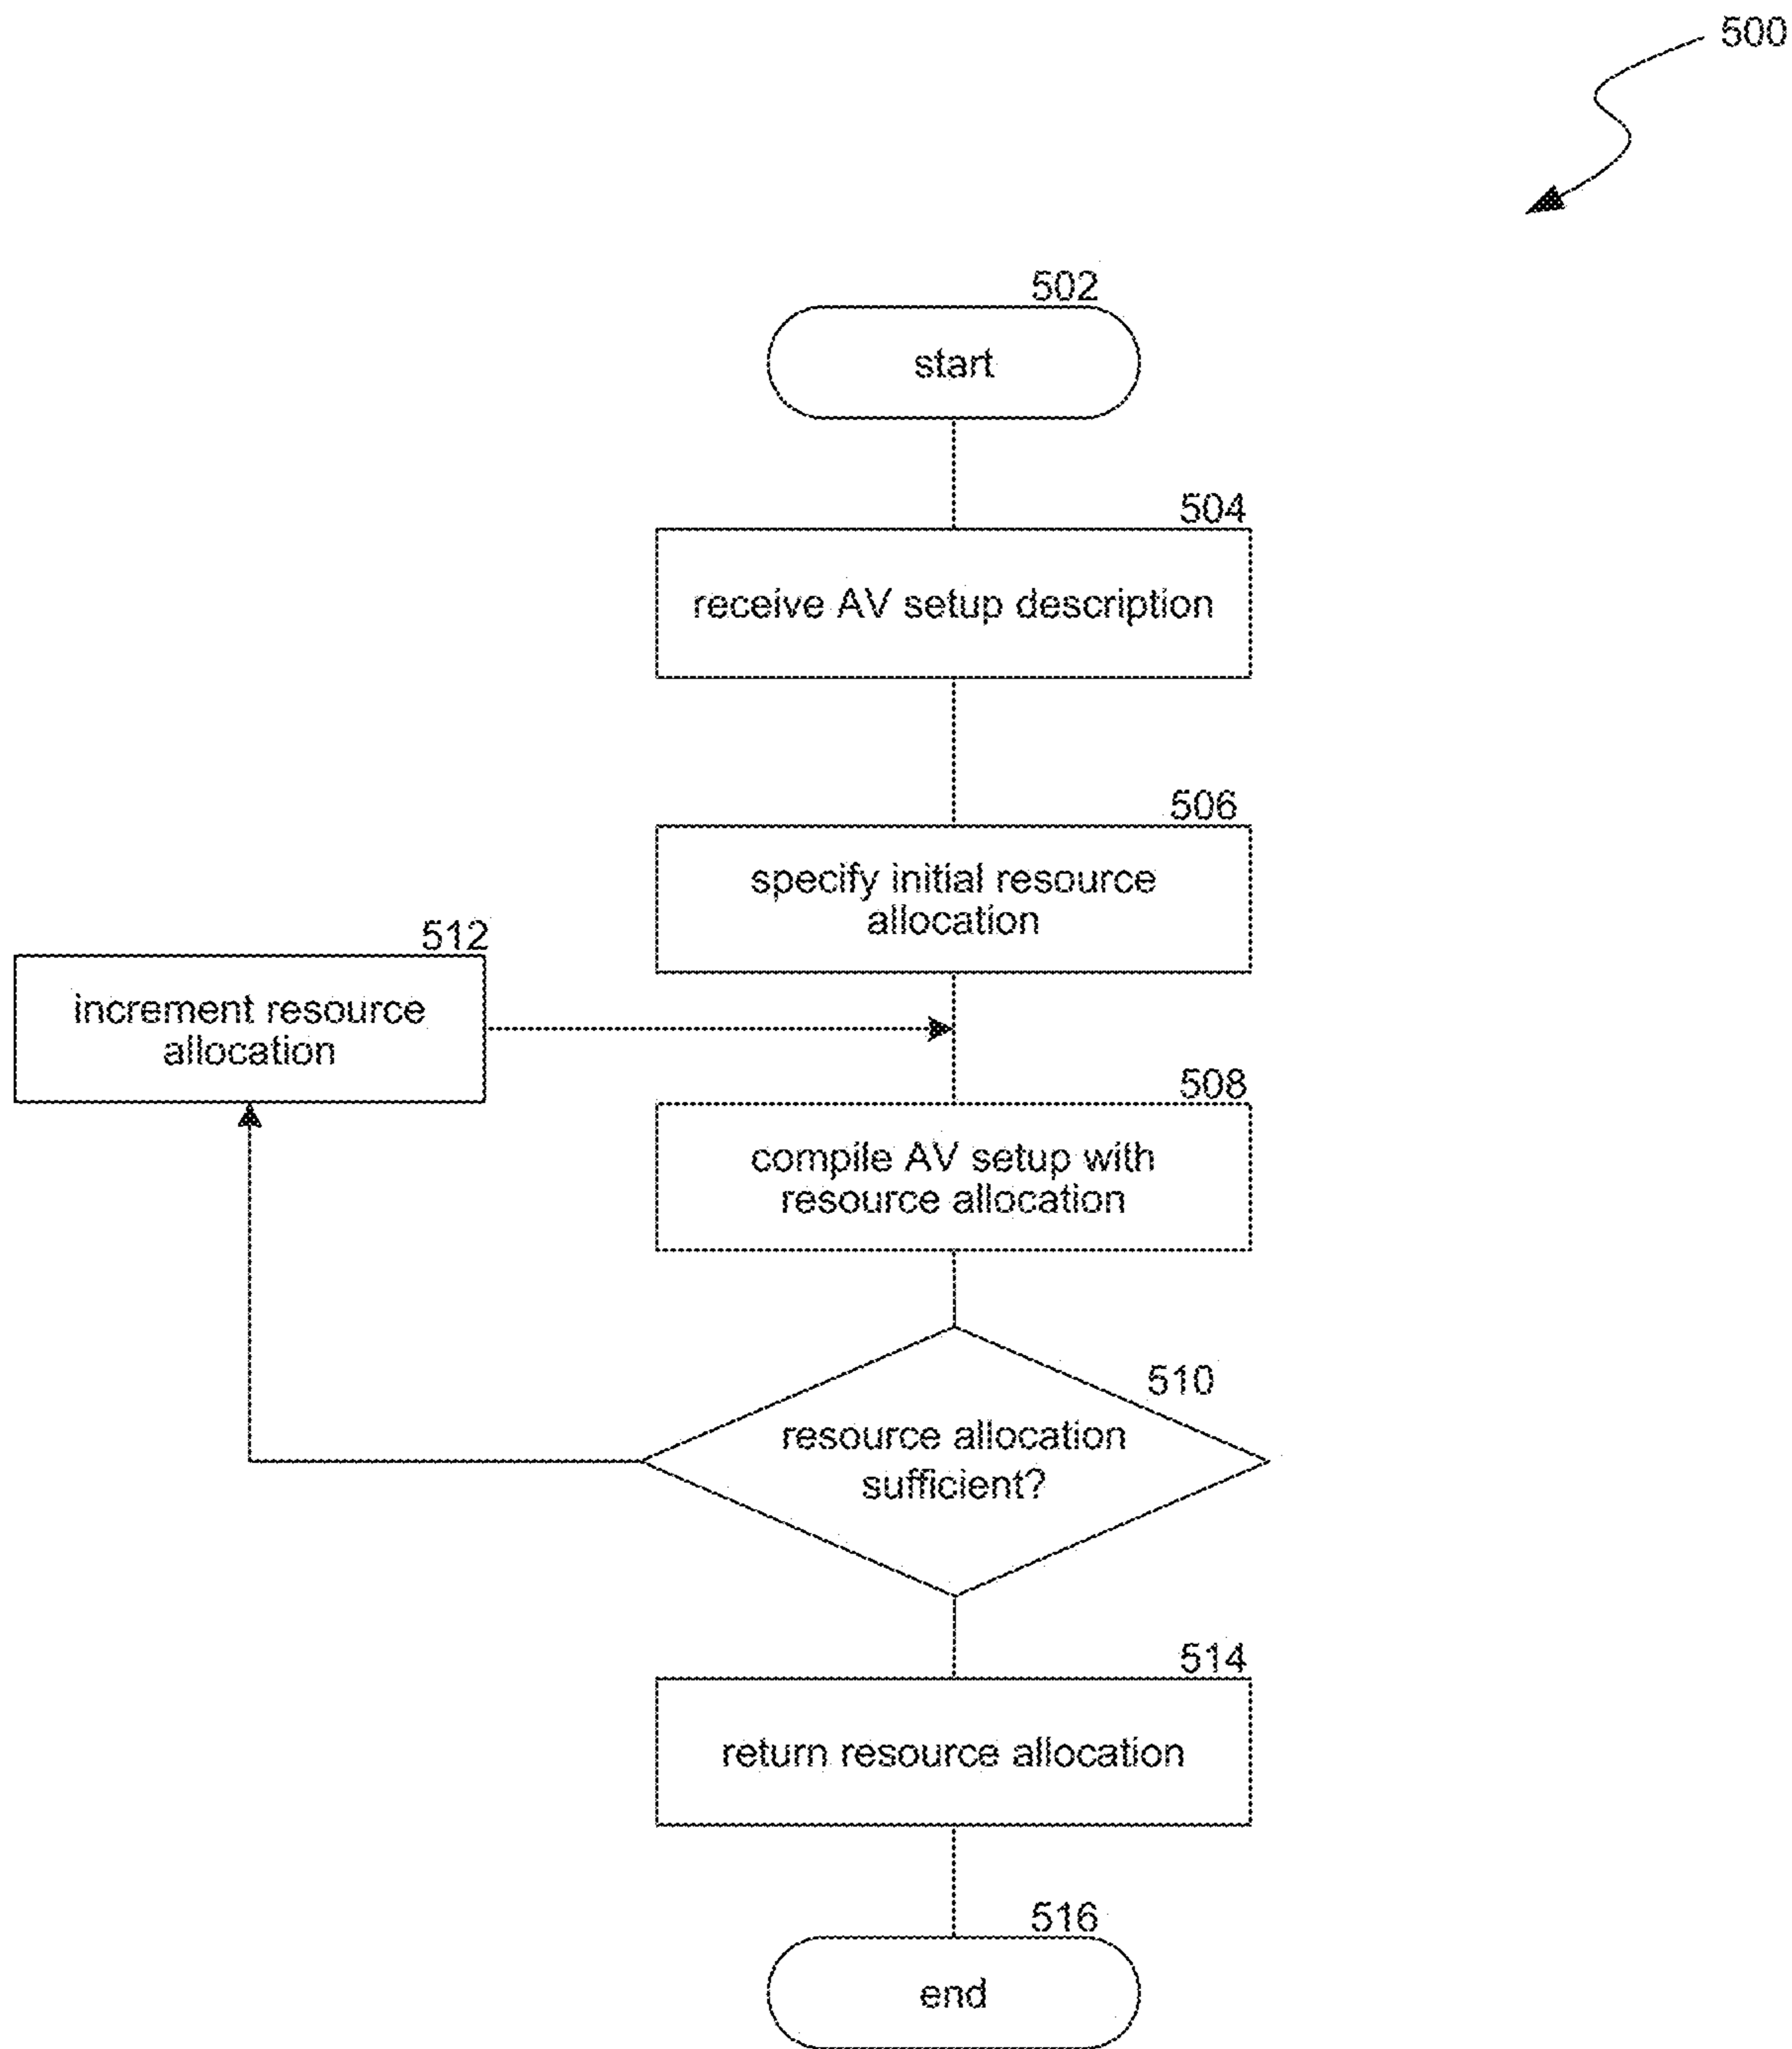 500
502
start
504
receive AV setup description
506
specify initial resource
allocation
512
increment resource
allocation
508
compile AV setup with
resource allocation
510
resource allocation
sufficient?
514
return resource allocation
516
end